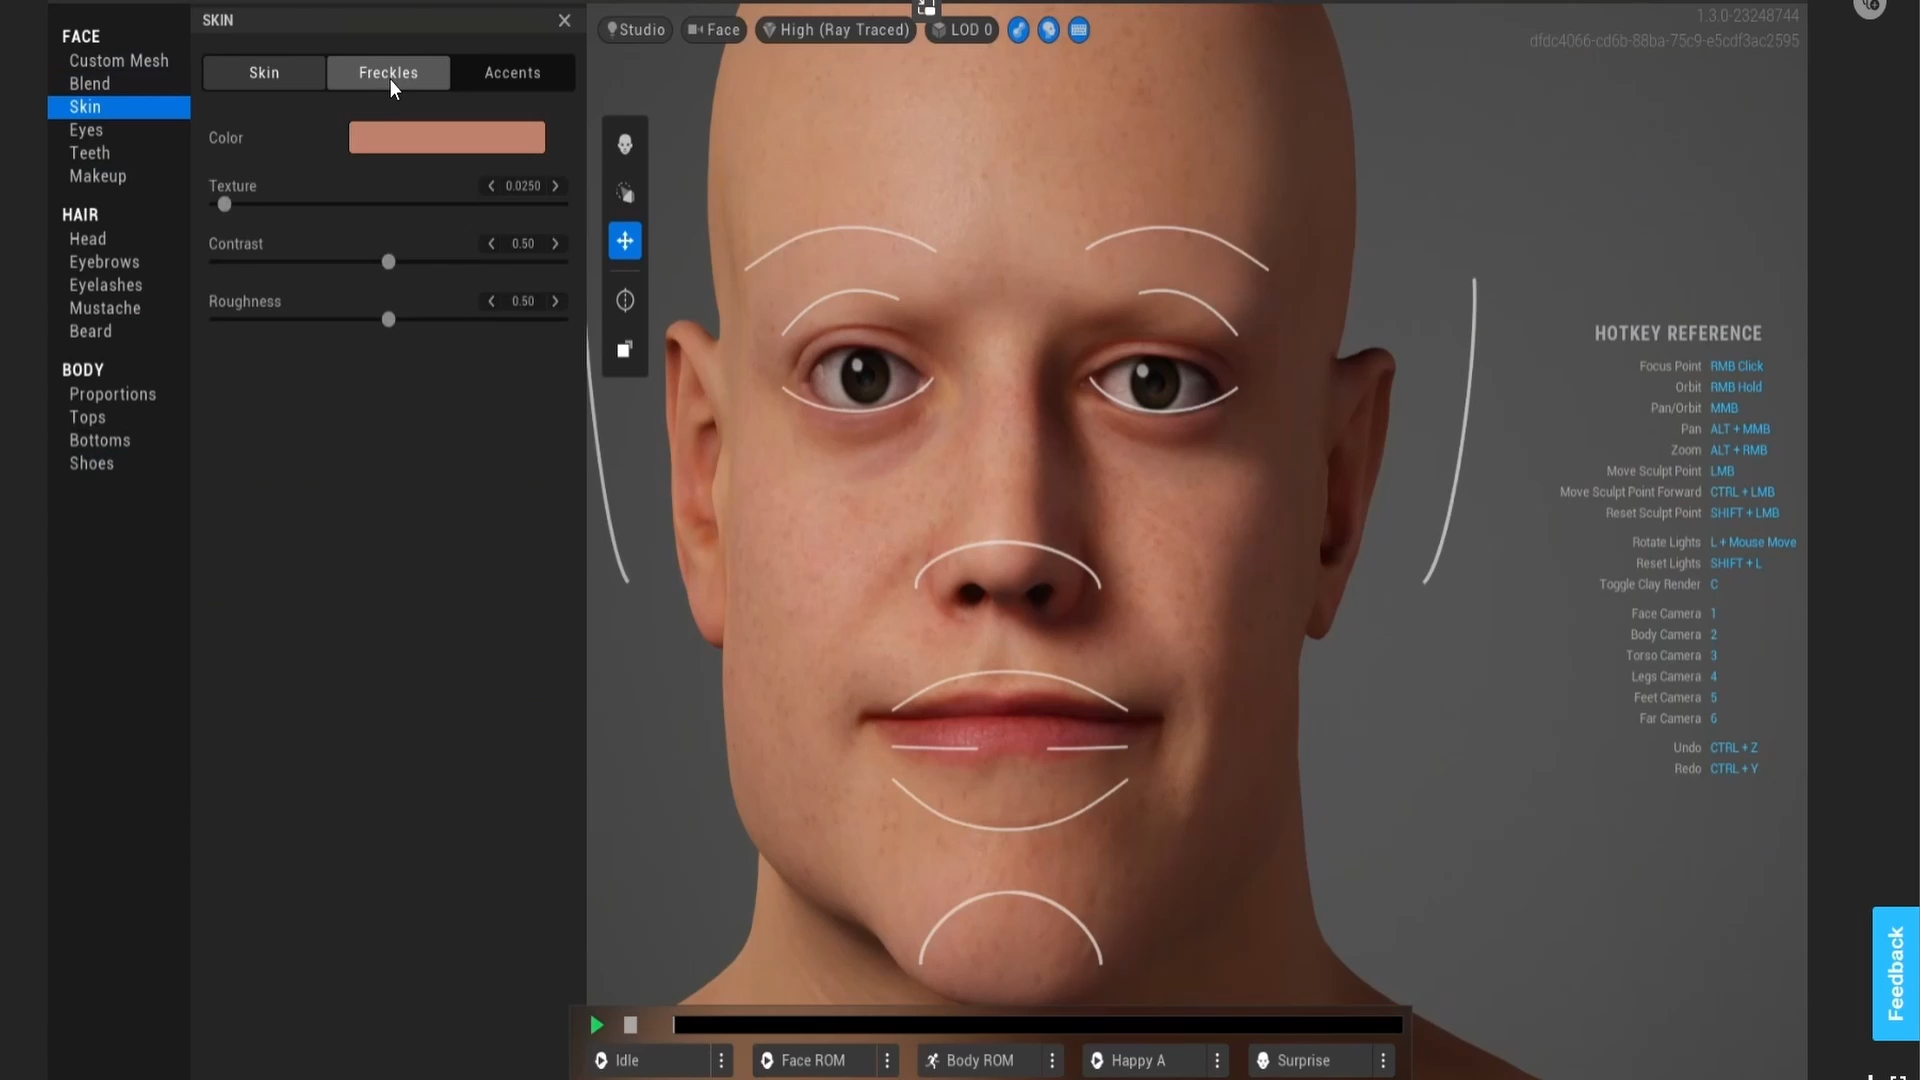 FACE
Custom Mesh
Blend
Skin
Eyes
Teeth
Makeup
HAIR
Head
Eyebrows
Eyelashes
Mustache
Beard
BODY
Proportions
Tops
Bottoms
Shoes
SKIN
Skin Freckles Accents
Color
Texture 0.0250
Contrast 0.50
Roughness 0.50
Studio Face High (Ray Traced) LOD 0
1.3.0-23248744
dfdc4066-cd6b-88ba-75c9-e5cdf3ac2595
HOTKEY REFERENCE
Focus Point RMB Click
Orbit RMB Hold
Pan/Orbit MMB
Pan ALT + MMB
Zoom ALT + RMB
Move Sculpt Point LMB
Move Sculpt Point Forward CTRL + LMB
Reset Sculpt Point SHIFT + LMB
Rotate Lights L + Mouse Move
Reset Lights SHIFT + L
Toggle Clay Render C
Face Camera 1
Body Camera 2
Torso Camera 3
Legs Camera 4
Feet Camera 5
Far Camera 6
Undo CTRL + Z
Redo CTRL + Y
Feedback
Idle Face ROM Body ROM Happy A Surprise